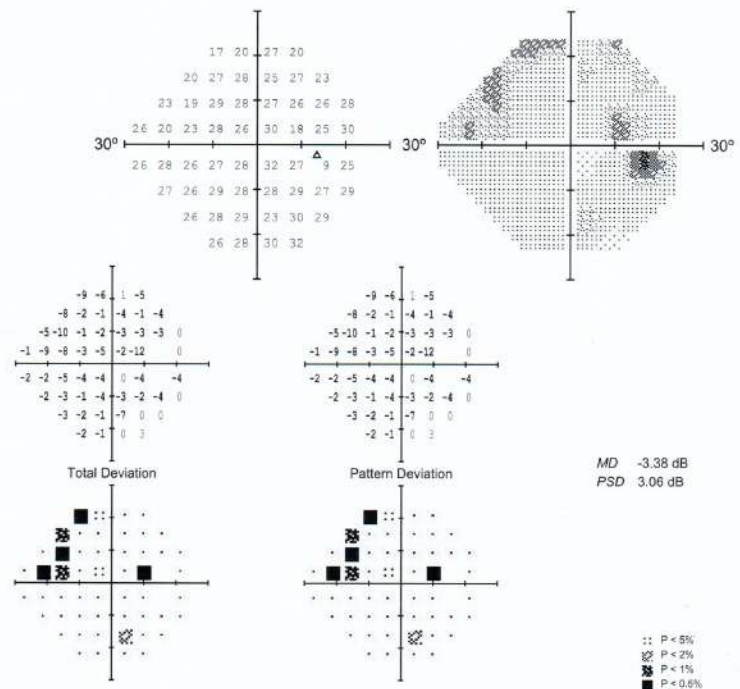 17 20 27 20
20 27 28 25 27 23
23 19 29 28 27 26 26 28
26 20 23 28 26 30 18 25 30
30° 30°
26 28 26 27 28 32 27 9 25
27 26 29 28 28 29 27 29
26 28 29 23 30 29
26 28 30 32
-9 -6 1 -5
-8 -2 -1 -4 -1 -4
-5 -10 -1 -2 -3 -3 -3 0
-1 -9 -8 -3 -5 -2 -12 0
-2 -2 -5 -4 -4 0 -4 -4
-2 -3 -1 -4 -3 -2 -4 0
-3 -2 -1 -7 0 0
-2 -1 0 3
Total Deviation
-9 -6 1 -5
-8 -2 -1 -4 -1 -4
-5 -10 -1 -2 -3 -3 -3 0
-1 -9 -8 -3 -5 -2 -12 0
-2 -2 -5 -4 -4 0 -4 -4
-2 -3 -1 -4 -3 -2 -4 0
-3 -2 -1 -7 0 0
-2 -1 0 3
Pattern Deviation
MD -3.38 dB
PSD 3.06 dB
P < 5%
P < 2%
P < 1%
P < 0.5%